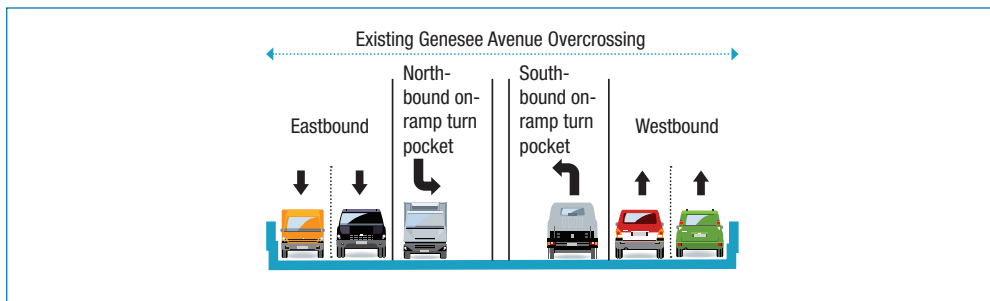 Existing Genesee Avenue Overcrossing
Eastbound
North-
bound on-
ramp turn
pocket
South-
bound on-
ramp turn
pocket
Westbound